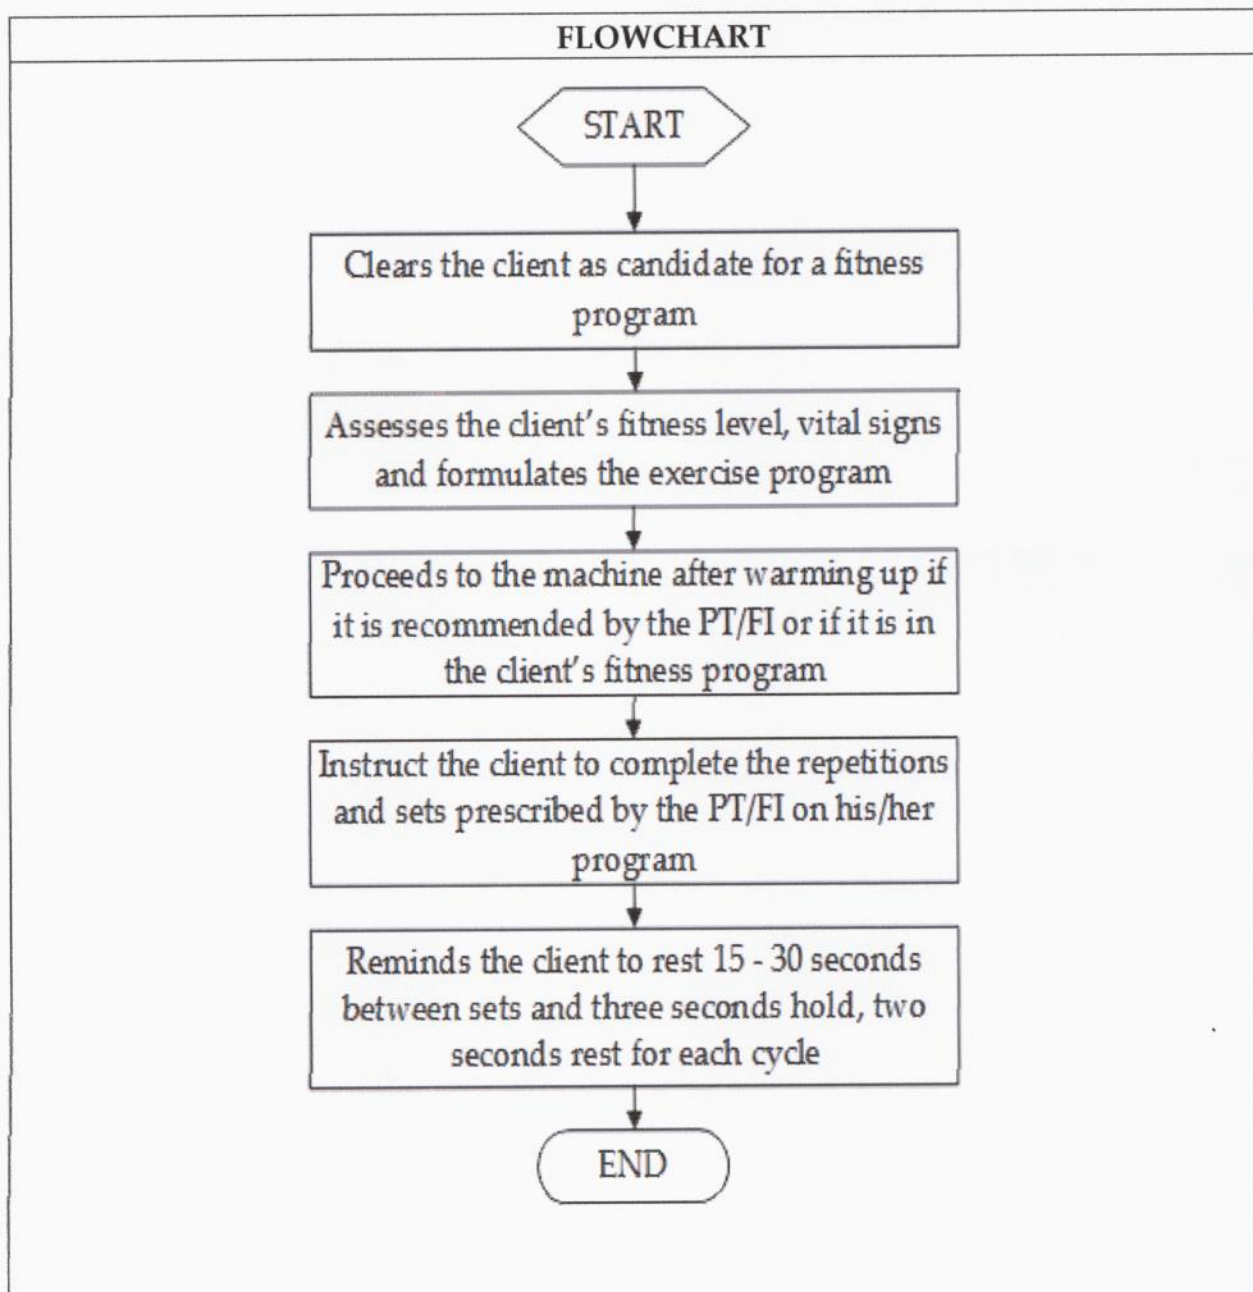 FLOWCHART
START
Clears the client as candidate for a fitness
program
Assesses the client's fitness level, vital signs
and formulates the exercise program
Proceeds to the machine after warming up if
it is recommended by the PT/FI or if it is in
the client's fitness program
Instruct the client to complete the repetitions
and sets prescribed by the PT/FI on his/her
program
Reminds the client to rest 15 - 30 seconds
between sets and three seconds hold, two
seconds rest for each cycle
END